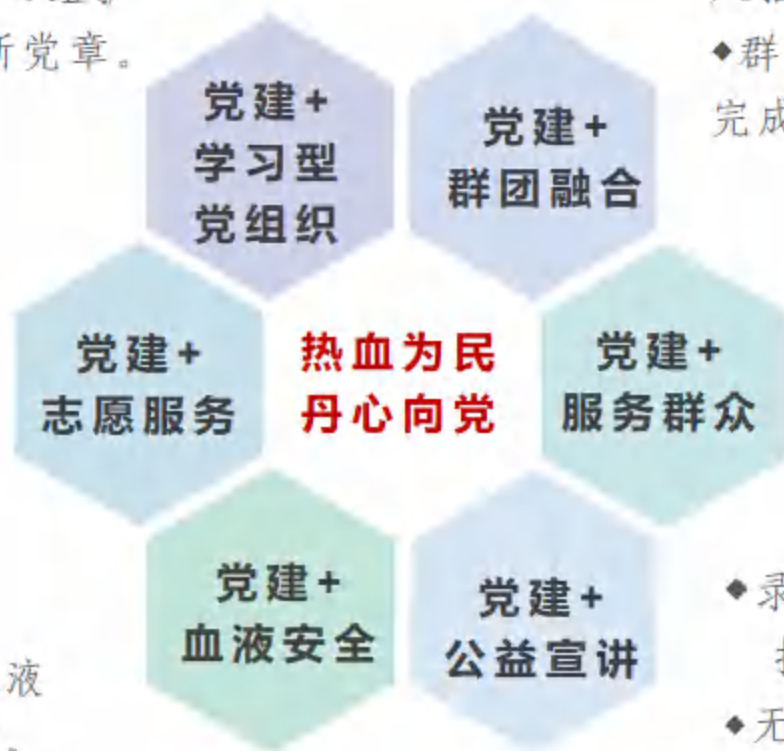 新党章。
◆群
完成
党建+
学习型
党组织
党建+
群团融合
党建+
志愿服务
热血为民
丹心向党
党建+
服务群众
党建+
血液安全
党建+
公益宣讲
◆录
液
◆无